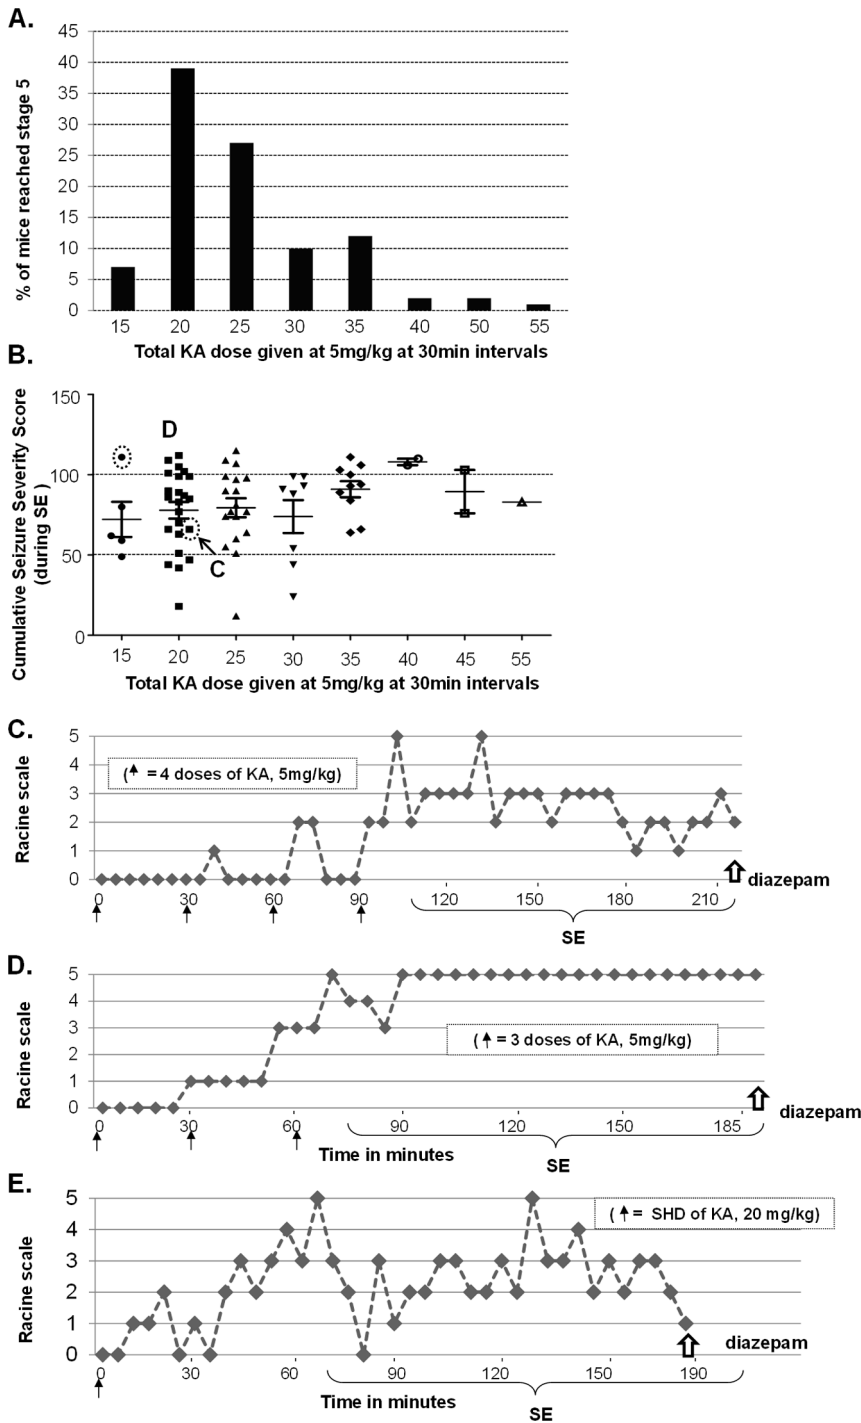 A.
45
40
35
30
25
20
15
10
5
0
% of mice reached stage 5
15 20 25 30 35 40 50 55
Total KA dose given at 5mg/kg at 30min intervals
B.
150
100
50
0
Cumulative Seizure Severity Score
(during SE )
D
C
15 20 25 30 35 40 45 55
Total KA dose given at 5mg/kg at 30min intervals
C.
5
4
3
2
1
0
Racine scale
( = 4 doses of KA, 5mg/kg)
0 30 60 90 120 150 180 210
diazepam
SE
D.
5
4
3
2
1
0
Racine scale
( = 3 doses of KA, 5mg/kg)
0 30 60 90 120 150 185
diazepam
Time in minutes
SE
E.
5
4
3
2
1
0
Racine scale
( = SHD of KA, 20 mg/kg)
0 30 60 90 120 150 190
diazepam
Time in minutes
SE